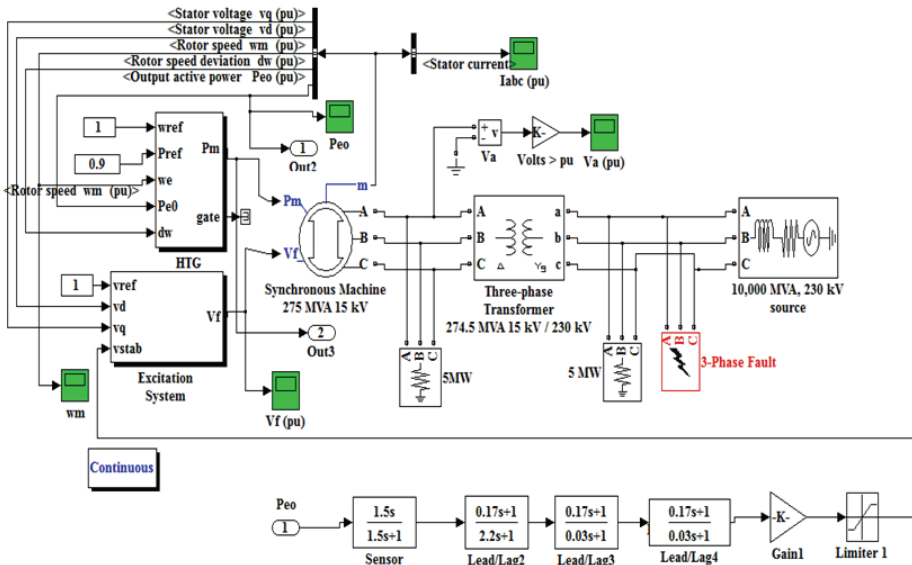 <Stator voltage vq (pu)>
<Stator voltage vd (pu)>
<Rotor speed wm (pu)>
<Rotor speed deviation dw (pu)>
<Output active power Peo (pu)>
<Stator current>
Iabc (pu)
Peo
1
Out2
+
-
v
Va
K-
Volts > pu
Va (pu)
1
wref
0.9
Pref
<Rotor speed wm (pu)>
we
Pe0
dw
Pm
gate
HTG
Pm
m
Vf_
A
B
C
Synchronous Machine
275 MVA 15 kV
A
B
C
a
b
c
Δ
Yg
Three-phase
Transformer
274.5 MVA 15 kV / 230 kV
A
B
C
10,000 MVA, 230 kV
source
1
vref
vd
vq
vstab
Vf
Excitation
System
2
Out3
wm
Vf (pu)
A B C
5MW
A B C
5 MW
A B C
3-Phase Fault
Continuous
Peo
1
1.5s
1.5s+1
Sensor
0.17s+1
2.2s+1
Lead/Lag2
0.17s+1
0.03s+1
Lead/Lag3
0.17s+1
0.03s+1
Lead/Lag4
-K-
Gain1
Limiter 1